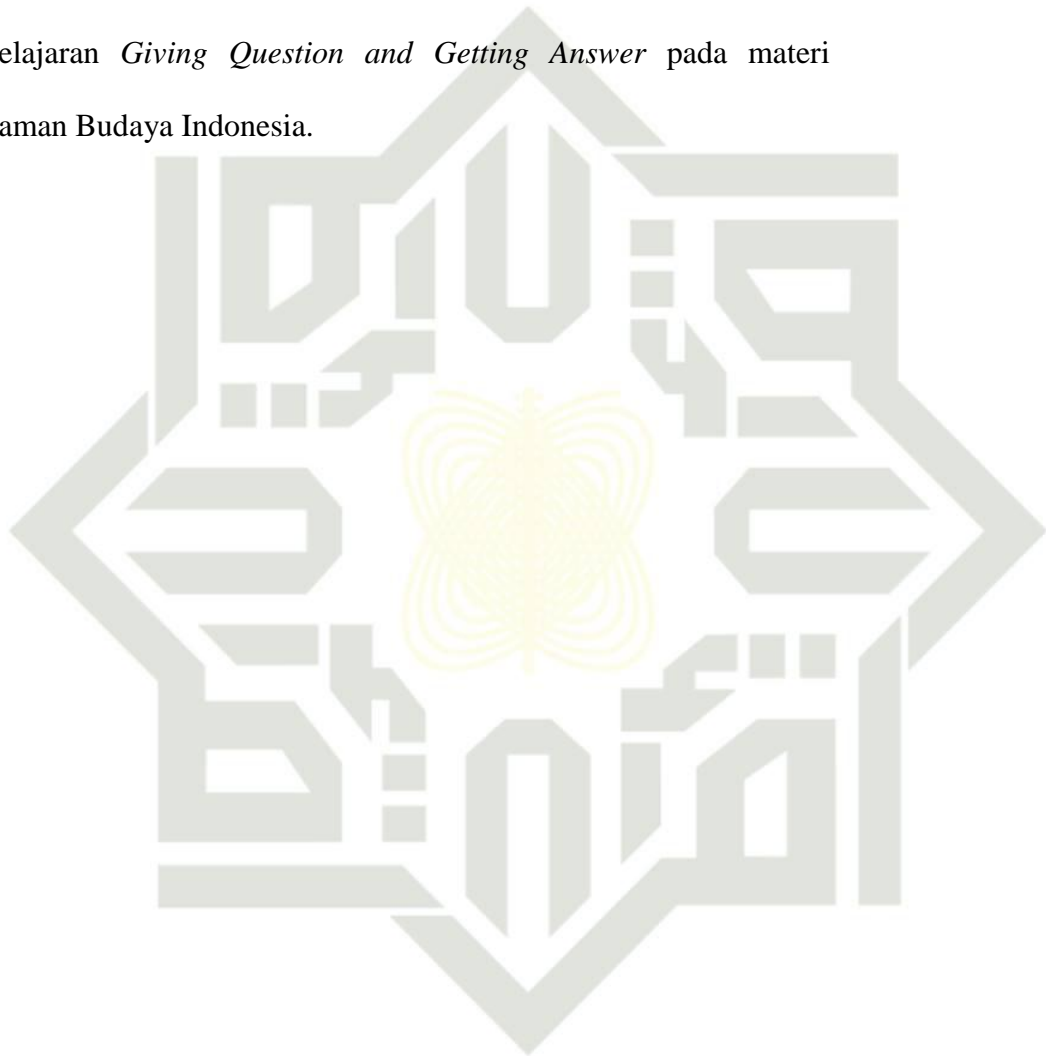 elajaran Giving Question and Getting Answer pada materi
aman Budaya Indonesia.